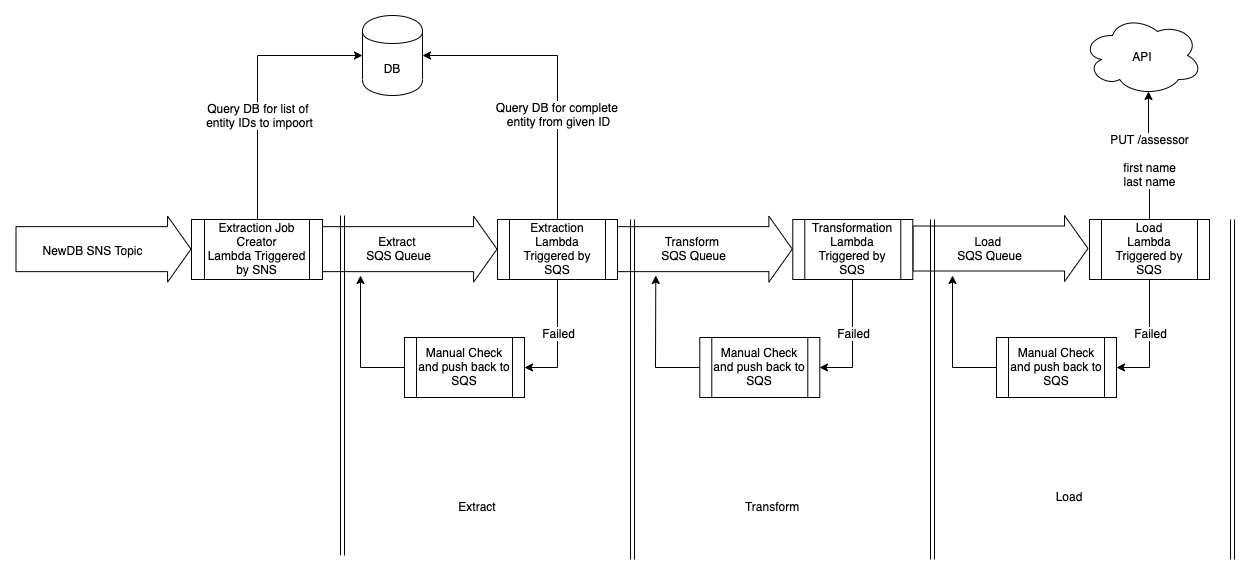 DB
API
Query DB for list of
entity IDs to impoort
Query DB for complete
entity from given ID
PUT /assessor
first name
last name
NewDB SNS Topic
Extraction Job
Creator
Lambda Triggered
by SNS
Extract
SQS Queue
Extraction
Lambda
Triggered by
SQS
Transform
SQS Queue
Transformation
Lambda
Triggered by
SQS
Load
SQS Queue
Load
Lambda
Triggered by
SQS
Failed
Manual Check
and push back to
SQS
Failed
Manual Check
and push back to
SQS
Failed
Manual Check
and push back to
SQS
Extract
Transform
Load